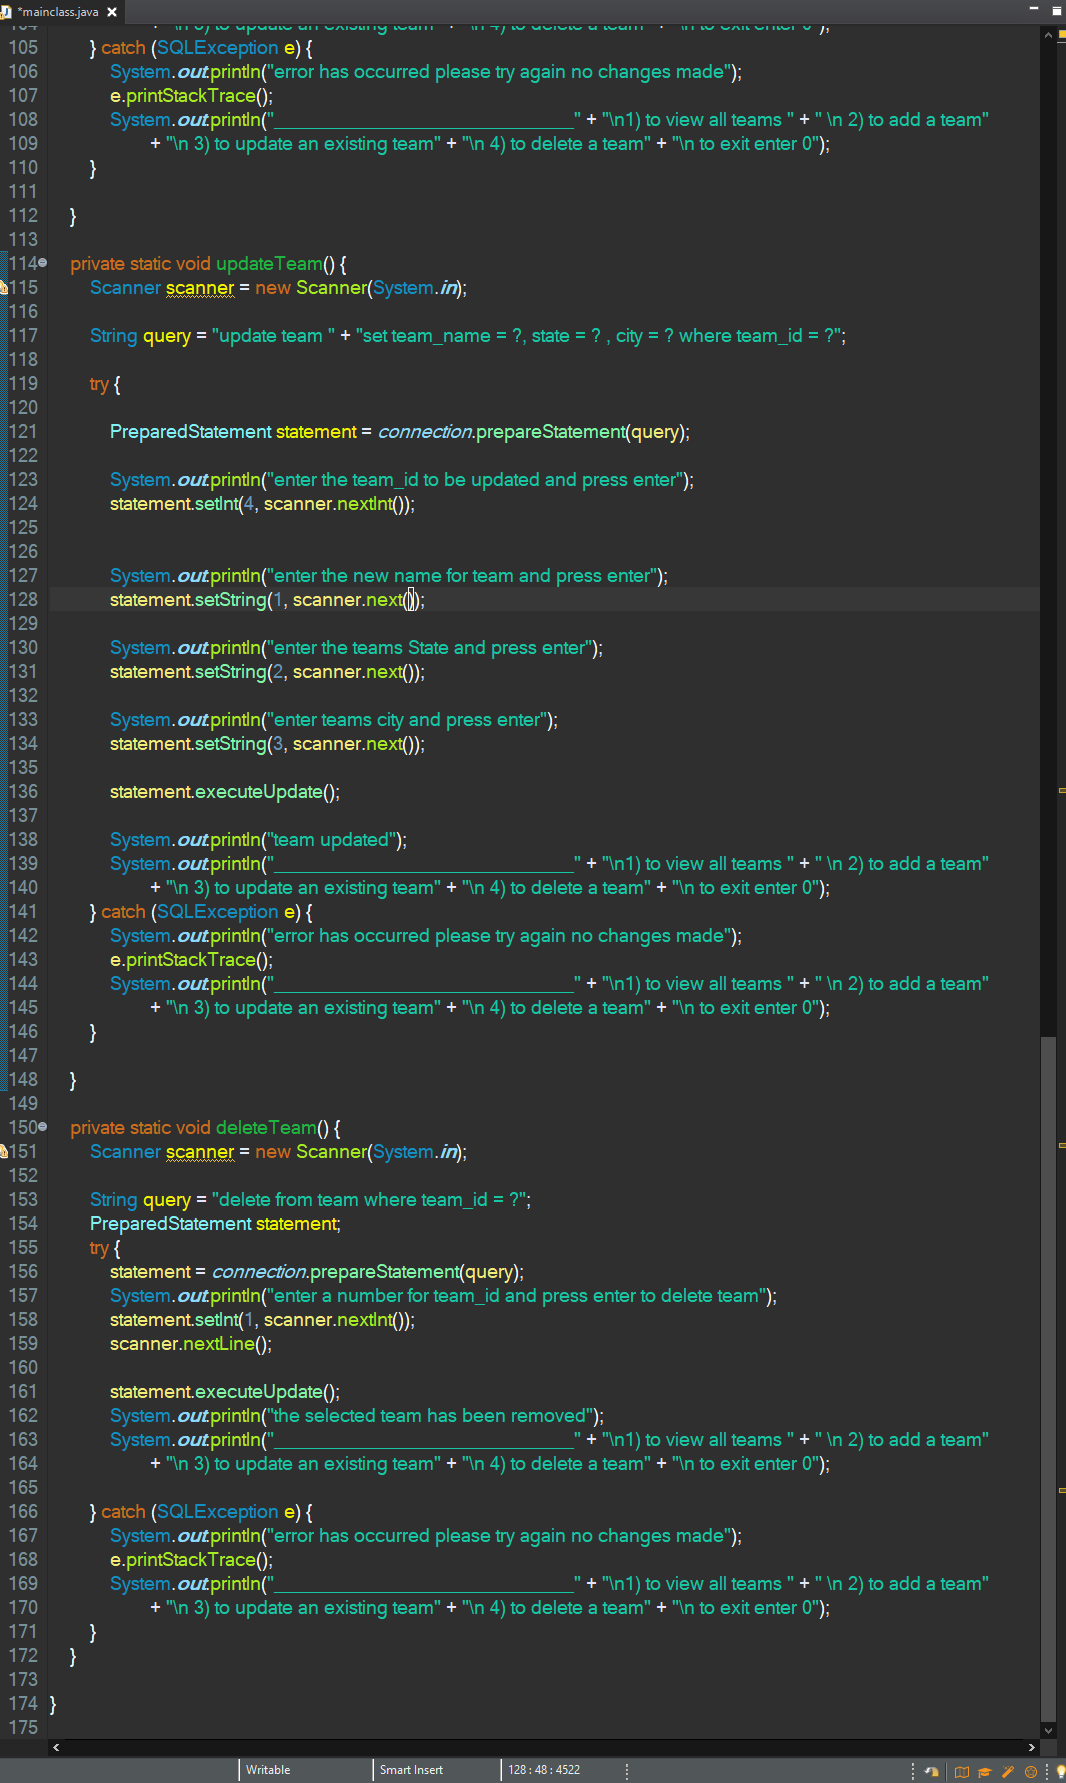 *mainclass.java
104 + "\n 3) to update an existing team" + "\n 4) to delete a team" + "\n to exit enter 0");
105 } catch (SQLException e) {
106 System.out.println("error has occurred please try again no changes made");
107 e.printStackTrace();
108 System.out.println("______________________________" + "\n1) to view all teams " + " \n 2) to add a team"
109 + "\n 3) to update an existing team" + "\n 4) to delete a team" + "\n to exit enter 0");
110 }
111
112 }
113
114 private static void updateTeam() {
115 Scanner scanner = new Scanner(System.in);
116
117 String query = "update team " + "set team_name = ?, state = ? , city = ? where team_id = ?";
118
119 try {
120
121 PreparedStatement statement = connection.prepareStatement(query);
122
123 System.out.println("enter the team_id to be updated and press enter");
124 statement.setInt(4, scanner.nextInt());
125
126
127 System.out.println("enter the new name for team and press enter");
128 statement.setString(1, scanner.next());
129
130 System.out.println("enter the teams State and press enter");
131 statement.setString(2, scanner.next());
132
133 System.out.println("enter teams city and press enter");
134 statement.setString(3, scanner.next());
135
136 statement.executeUpdate();
137
138 System.out.println("team updated");
139 System.out.println("______________________________" + "\n1) to view all teams " + " \n 2) to add a team"
140 + "\n 3) to update an existing team" + "\n 4) to delete a team" + "\n to exit enter 0");
141 } catch (SQLException e) {
142 System.out.println("error has occurred please try again no changes made");
143 e.printStackTrace();
144 System.out.println("______________________________" + "\n1) to view all teams " + " \n 2) to add a team"
145 + "\n 3) to update an existing team" + "\n 4) to delete a team" + "\n to exit enter 0");
146 }
147
148 }
149
150 private static void deleteTeam() {
151 Scanner scanner = new Scanner(System.in);
152
153 String query = "delete from team where team_id = ?";
154 PreparedStatement statement;
155 try {
156 statement = connection.prepareStatement(query);
157 System.out.println("enter a number for team_id and press enter to delete team");
158 statement.setInt(1, scanner.nextInt());
159 scanner.nextLine();
160
161 statement.executeUpdate();
162 System.out.println("the selected team has been removed");
163 System.out.println("______________________________" + "\n1) to view all teams " + " \n 2) to add a team"
164 + "\n 3) to update an existing team" + "\n 4) to delete a team" + "\n to exit enter 0");
165
166 } catch (SQLException e) {
167 System.out.println("error has occurred please try again no changes made");
168 e.printStackTrace();
169 System.out.println("______________________________" + "\n1) to view all teams " + " \n 2) to add a team"
170 + "\n 3) to update an existing team" + "\n 4) to delete a team" + "\n to exit enter 0");
171 }
172 }
173
174 }
175
Writable Smart Insert 128 : 48 : 4522